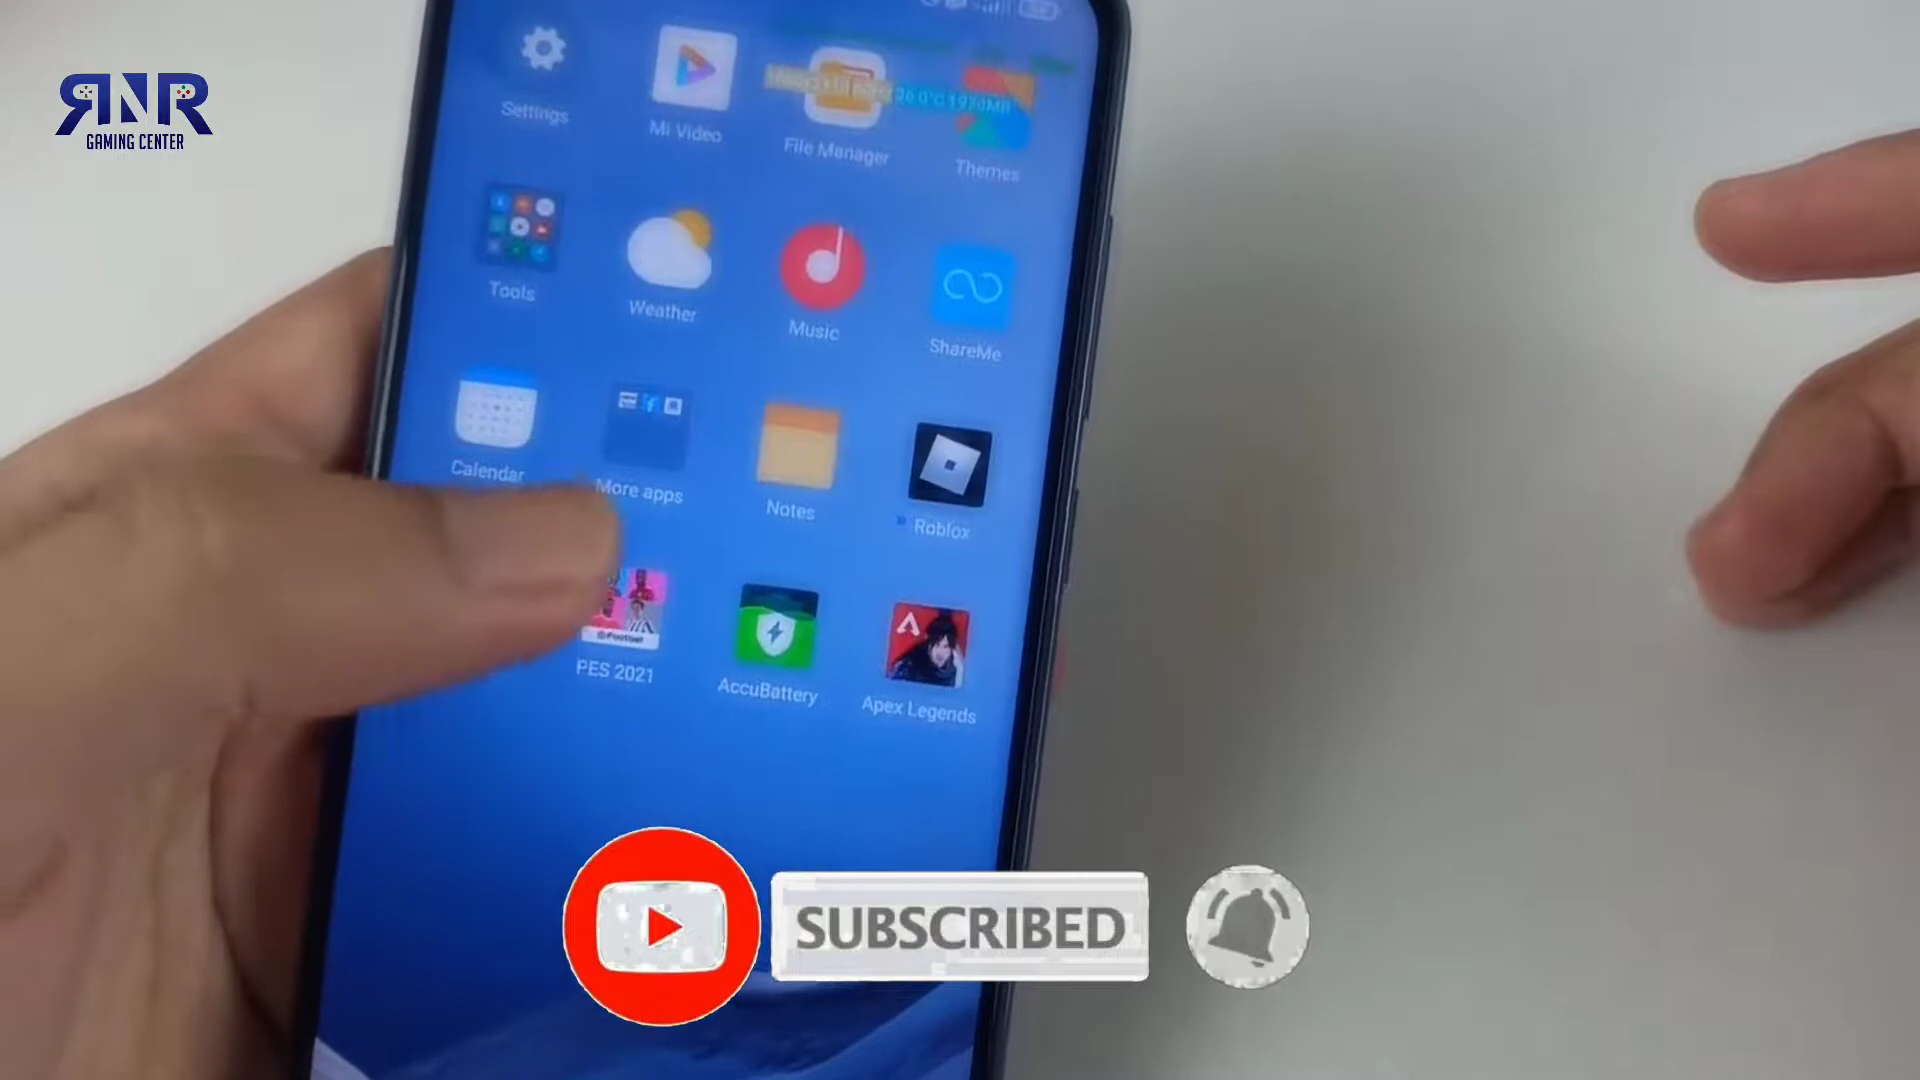 RNR
GAMING CENTER
Settings
Mi Video
File Manager
Themes
Tools
Weather
Music
ShareMe
Calendar
More apps
Notes
Roblox
PES 2021
AccuBattery
Apex Legends
SUBSCRIBED